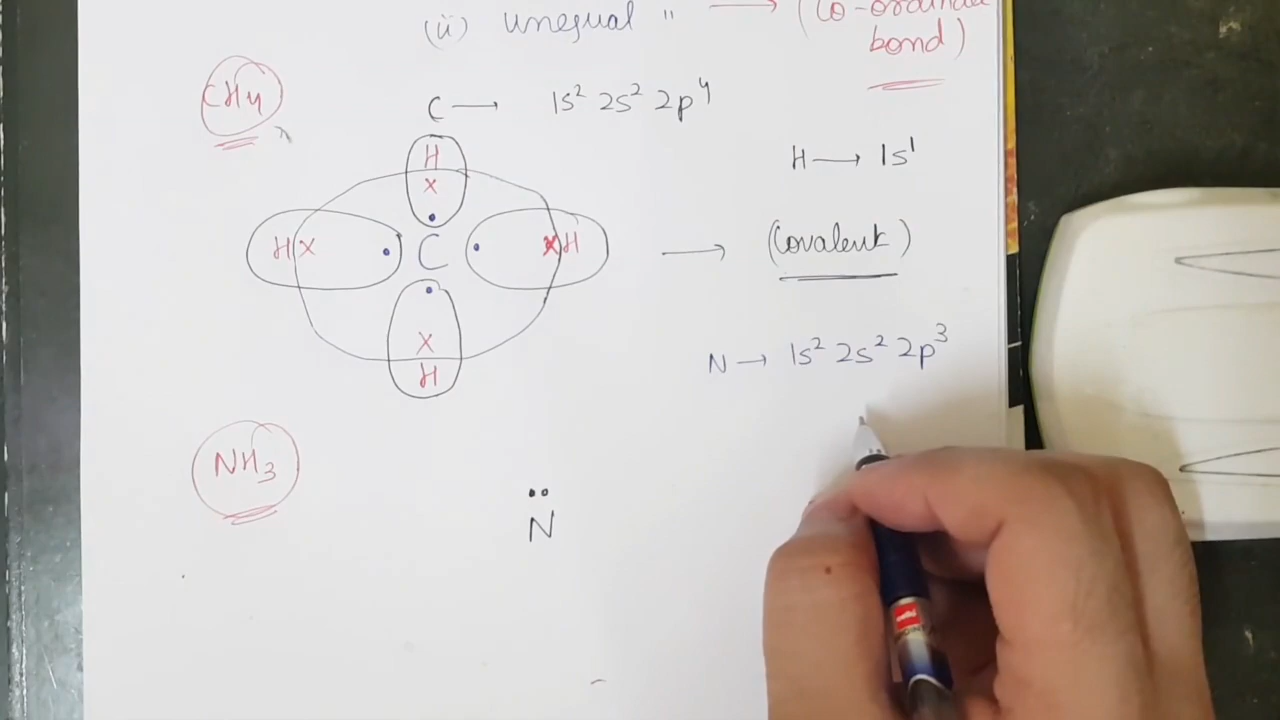 (ii) unequal " → (Co-ordinate
bond)
CH4
C → 1s² 2s² 2p⁴
H → 1s¹
H
x
H x • C • x H
→ (Covalent)
x
H
N → 1s² 2s² 2p³
NH3
••
N